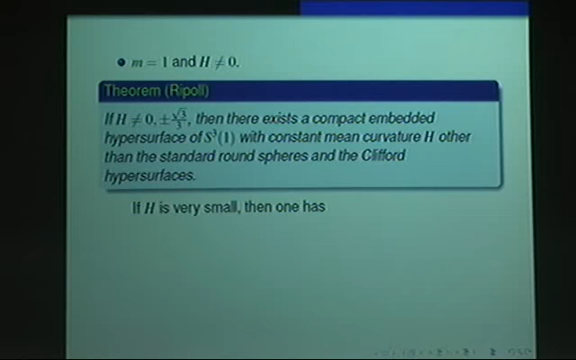 • m = 1 and H ≠ 0.
Theorem (Ripoll)
If H ≠ 0, ±√3/3, then there exists a compact embedded
hypersurface of S³(1) with constant mean curvature H other
than the standard round spheres and the Clifford
hypersurfaces.
If H is very small, then one has